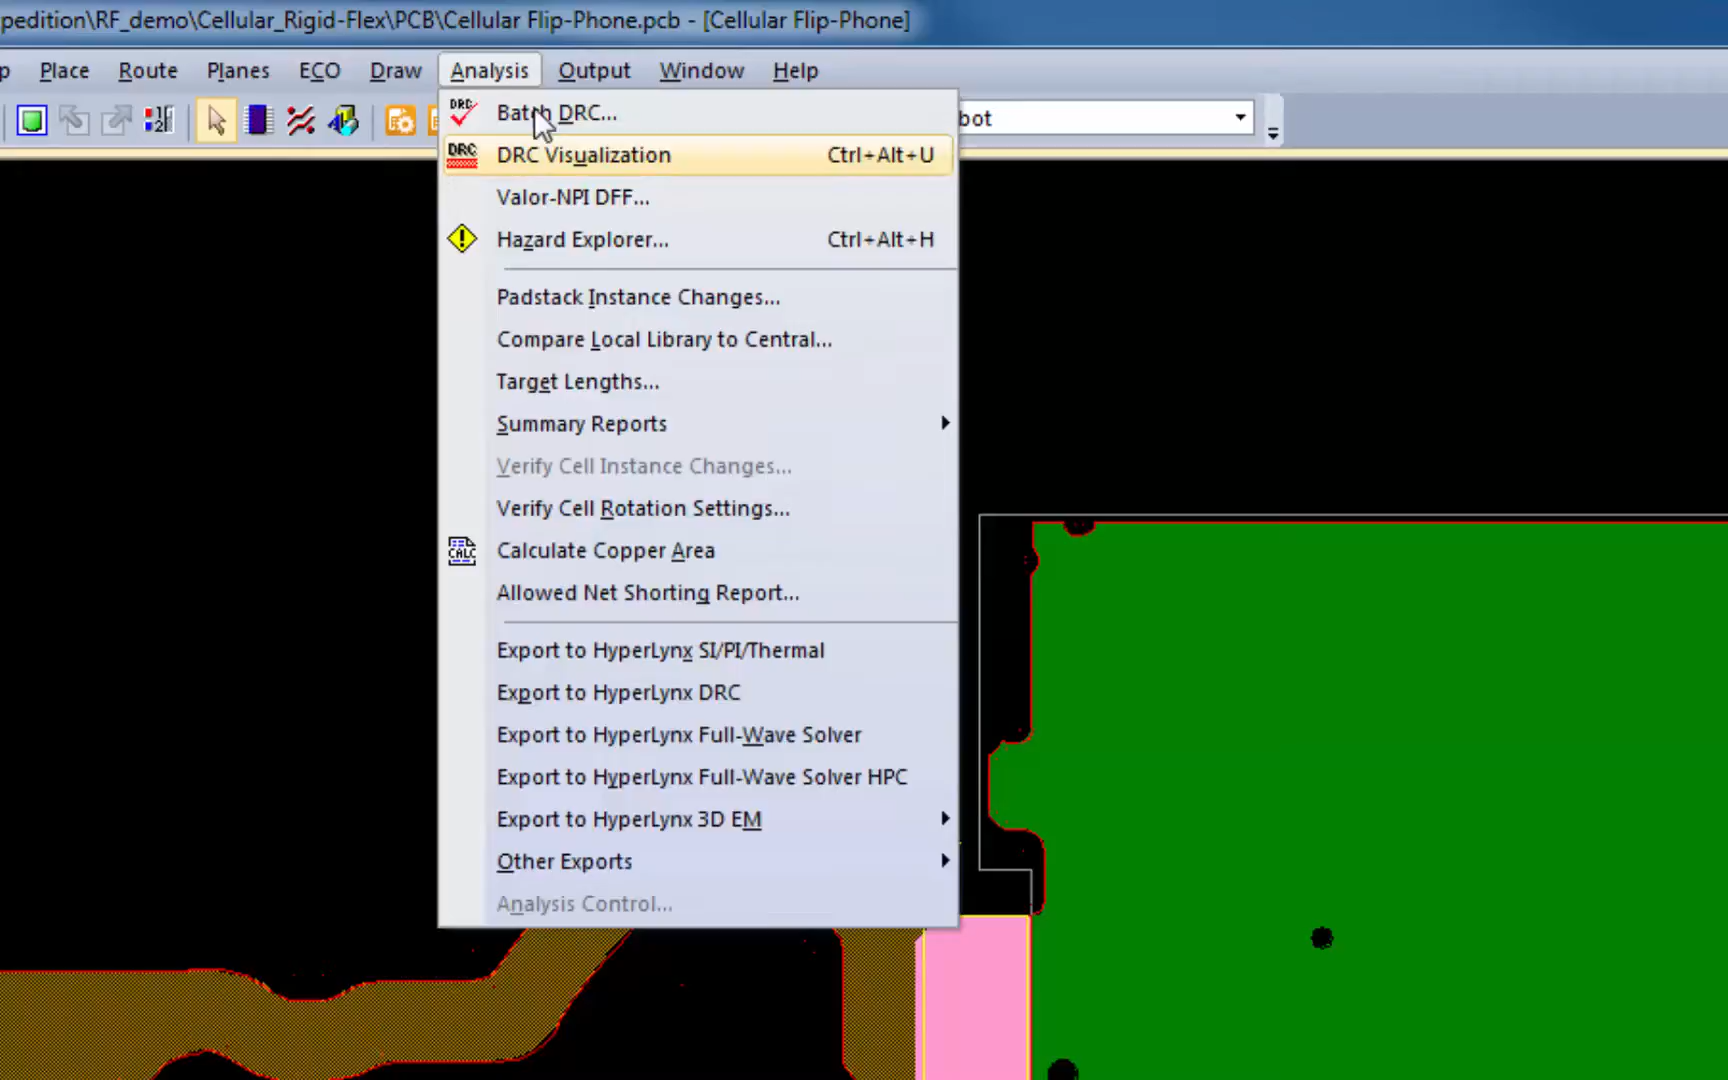 pedition\RF_demo\Cellular_Rigid-Flex\PCB\Cellular Flip-Phone.pcb - [Cellular Flip-Phone]
p Place Route Planes ECO Draw Analysis Output Window Help
bot
DRC Batch DRC...
DRC DRC Visualization Ctrl+Alt+U
Valor-NPI DFF...
Hazard Explorer... Ctrl+Alt+H
Padstack Instance Changes...
Compare Local Library to Central...
Target Lengths...
Summary Reports
Verify Cell Instance Changes...
Verify Cell Rotation Settings...
CALC Calculate Copper Area
Allowed Net Shorting Report...
Export to HyperLynx SI/PI/Thermal
Export to HyperLynx DRC
Export to HyperLynx Full-Wave Solver
Export to HyperLynx Full-Wave Solver HPC
Export to HyperLynx 3D EM
Other Exports
Analysis Control...